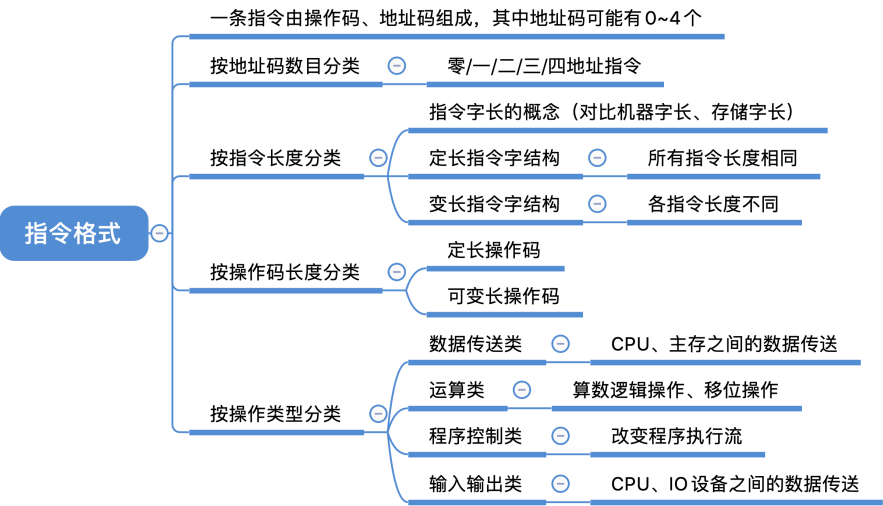 一条指令由操作码、地址码组成，其中地址码可能有0~4个
按地址码数目分类
零/一/二/三/四地址指令
指令字长的概念（对比机器字长、存储字长）
按指令长度分类
定长指令字结构
所有指令长度相同
变长指令字结构
各指令长度不同
指令格式
定长操作码
按操作码长度分类
可变长操作码
数据传送类
CPU、主存之间的数据传送
运算类
算数逻辑操作、移位操作
按操作类型分类
程序控制类
改变程序执行流
输入输出类
CPU、IO设备之间的数据传送